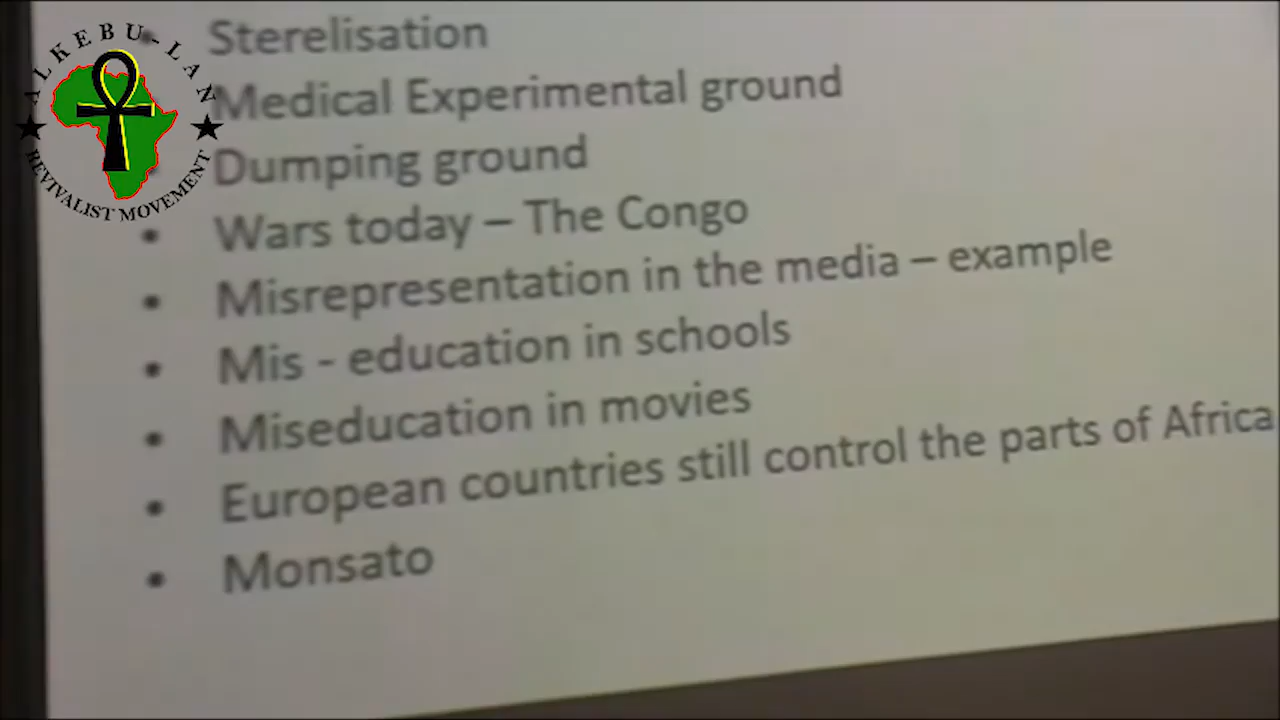 ALKEBU-LAN
REVIVALIST MOVEMENT
Sterelisation
Medical Experimental ground
Dumping ground
• Wars today – The Congo
• Misrepresentation in the media – example
• Mis - education in schools
• Miseducation in movies
• European countries still control the parts of Africa
• Monsato